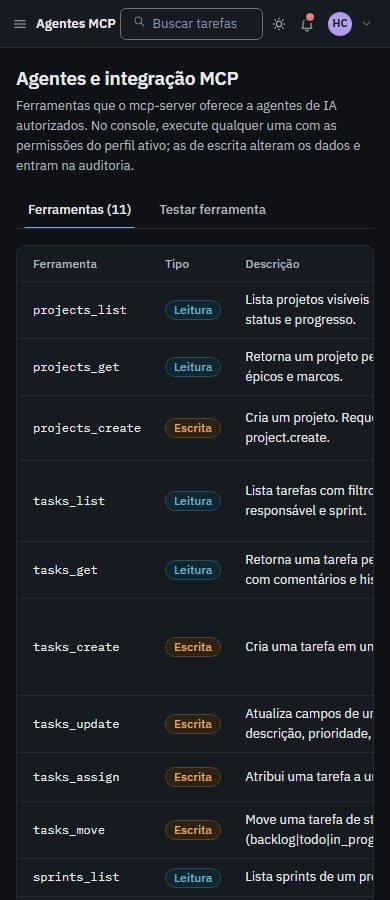 Agentes MCP
Buscar tarefas
HC
Agentes e integração MCP
Ferramentas que o mcp-server oferece a agentes de IA
autorizados. No console, execute qualquer uma com as
permissões do perfil ativo; as de escrita alteram os dados e
entram na auditoria.
Ferramentas (11)
Testar ferramenta
Ferramenta Tipo Descrição
projects_list Leitura Lista projetos visíveis
status e progresso.
projects_get Leitura Retorna um projeto pe
épicos e marcos.
projects_create Escrita Cria um projeto. Reque
project.create.
tasks_list Leitura Lista tarefas com filtro
responsável e sprint.
tasks_get Leitura Retorna uma tarefa pe
com comentários e his
tasks_create Escrita Cria uma tarefa em um
tasks_update Escrita Atualiza campos de um
descrição, prioridade,
tasks_assign Escrita Atribui uma tarefa a u
tasks_move Escrita Move uma tarefa de st
(backlog|todo|in_prog
sprints_list Leitura Lista sprints de um pro